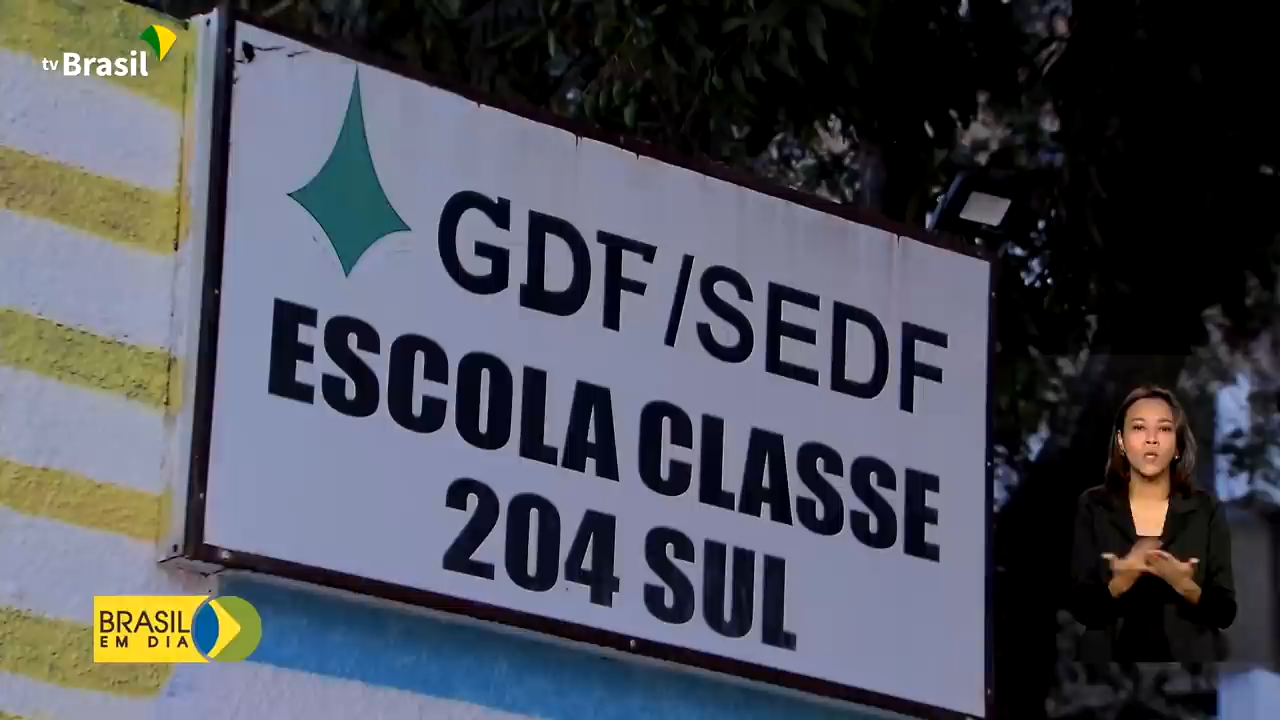 tv Brasil
GDF/SEDF
ESCOLA CLASSE
204 SUL
BRASIL
EM DIA